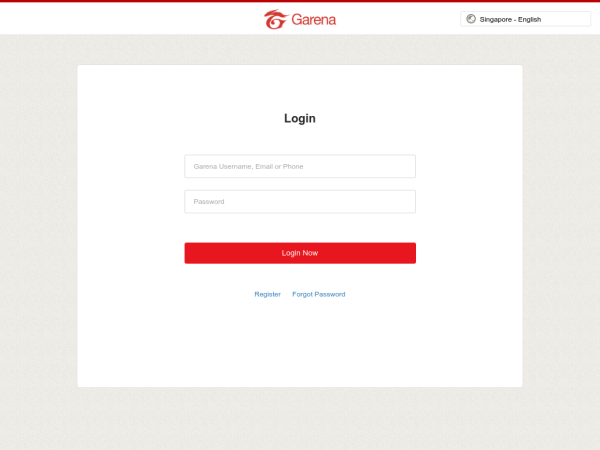 Garena
Singapore - English
Login
Garena Username, Email or Phone
Password
Login Now
Register
Forgot Password